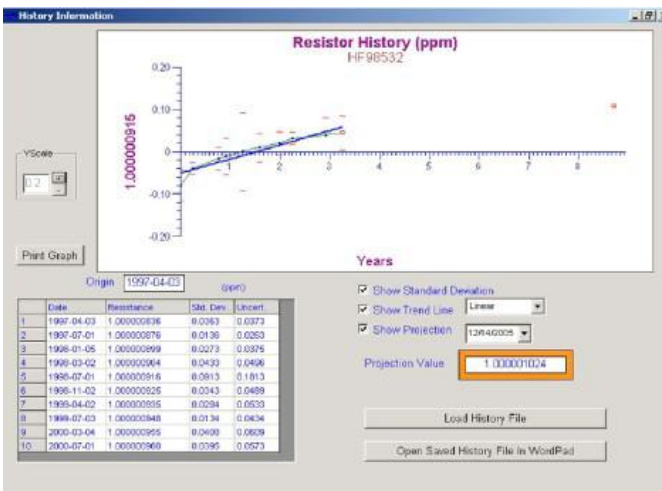 History Information
Resistor History (ppm)
HF98532
0.20
0.10
0
-0.10
-0.20
1.000000915
1 2 3 4 5 6 7 8
Years
YScale
0.2
Print Graph
Origin 1997-04-03 (ppm)
Date Resistance Std. Dev. Uncert.
1 1997-04-03 1.000000836 0.0363 0.0373
2 1997-07-01 1.000000876 0.0136 0.0253
3 1998-01-05 1.000000899 0.0273 0.0375
4 1998-03-02 1.000000904 0.0433 0.0496
5 1998-07-01 1.000000916 0.0913 0.1813
6 1998-11-02 1.000000925 0.0343 0.0489
7 1999-04-02 1.000000935 0.0284 0.0533
8 1999-07-03 1.000000948 0.0134 0.0434
9 2000-03-04 1.000000955 0.0400 0.0609
10 2000-07-01 1.000000960 0.0395 0.0573
Show Standard Deviation
Show Trend Line Linear
Show Projection 12/14/2005
Projection Value 1.000001024
Load History File
Open Saved History File In WordPad